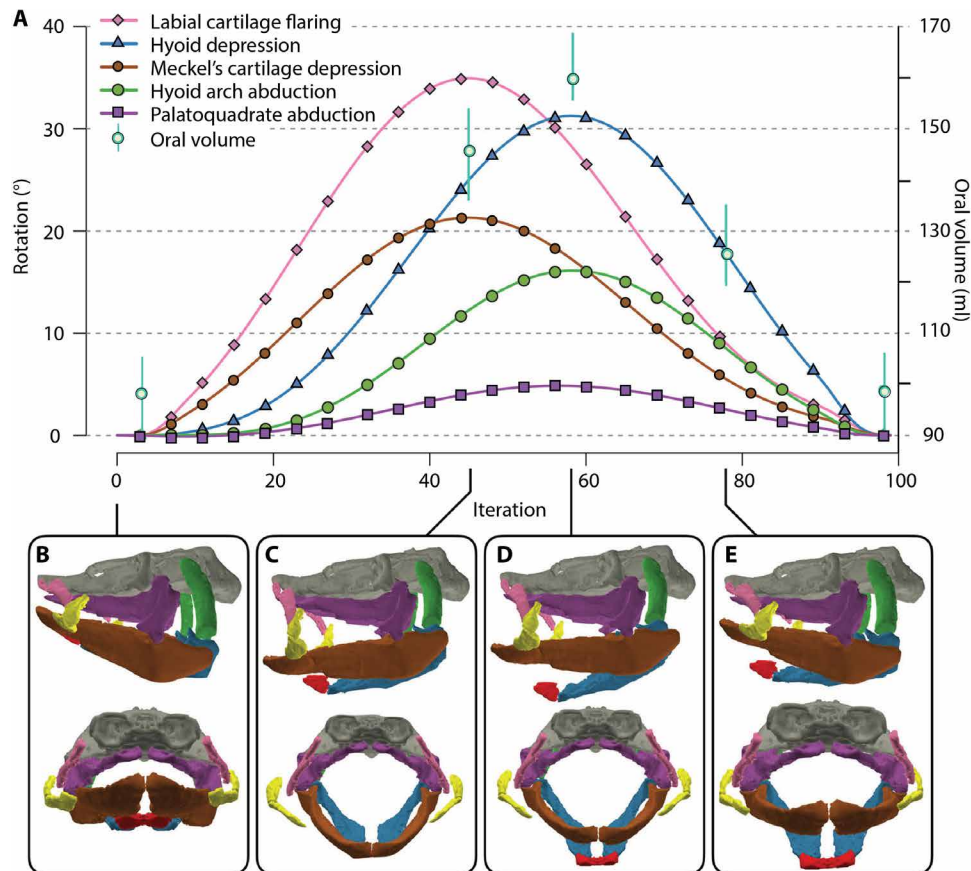 A
Labial cartilage flaring
Hyoid depression
Meckel's cartilage depression
Hyoid arch abduction
Palatoquadrate abduction
Oral volume
40
30
20
10
0
Rotation (°)
170
150
130
110
90
Oral volume (ml)
0 20 40 60 80 100
Iteration
B C D E